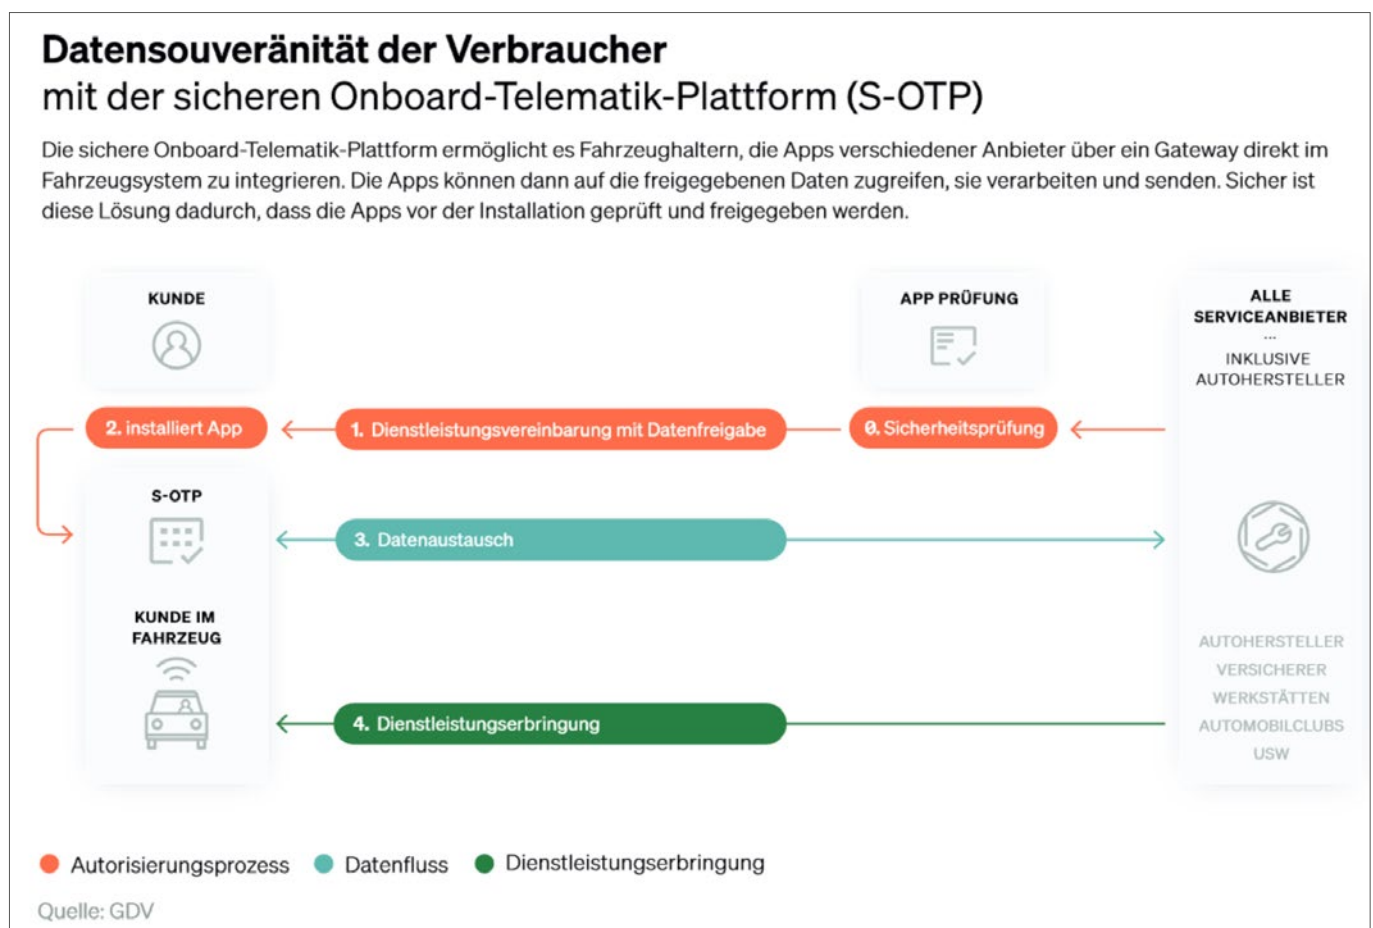 Datensouveränität der Verbraucher
mit der sicheren Onboard-Telematik-Plattform (S-OTP)
Die sichere Onboard-Telematik-Plattform ermöglicht es Fahrzeughaltern, die Apps verschiedener Anbieter über ein Gateway direkt im
Fahrzeugsystem zu integrieren. Die Apps können dann auf die freigegebenen Daten zugreifen, sie verarbeiten und senden. Sicher ist
diese Lösung dadurch, dass die Apps vor der Installation geprüft und freigegeben werden.
KUNDE
APP PRÜFUNG
ALLE
SERVICEANBIETER
...
INKLUSIVE
AUTOHERSTELLER
2. installiert App
1. Dienstleistungsvereinbarung mit Datenfreigabe
0. Sicherheitsprüfung
S-OTP
3. Datenaustausch
KUNDE IM
FAHRZEUG
4. Dienstleistungserbringung
AUTOHERSTELLER
VERSICHERER
WERKSTÄTTEN
AUTOMOBILCLUBS
USW
Autorisierungsprozess
Datenfluss
Dienstleistungserbringung
Quelle: GDV